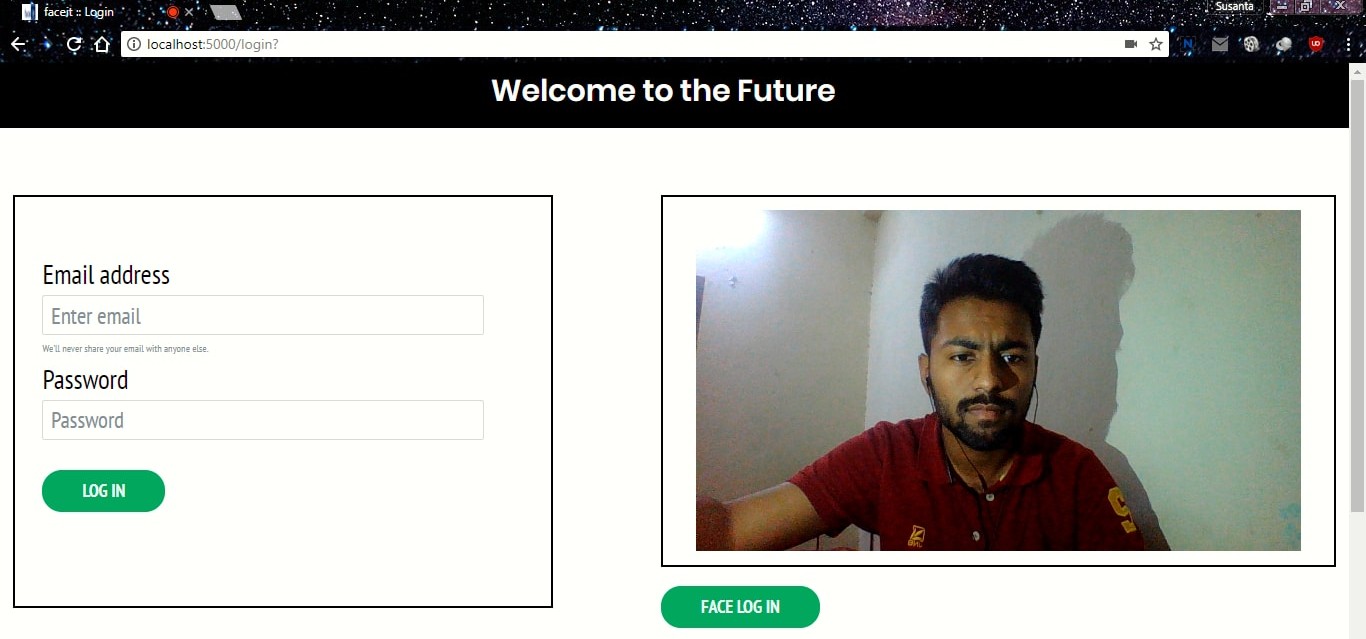 faceit :: Login
Susanta
localhost:5000/login?
Welcome to the Future
Email address
Enter email
We'll never share your email with anyone else.
Password
Password
LOG IN
FACE LOG IN